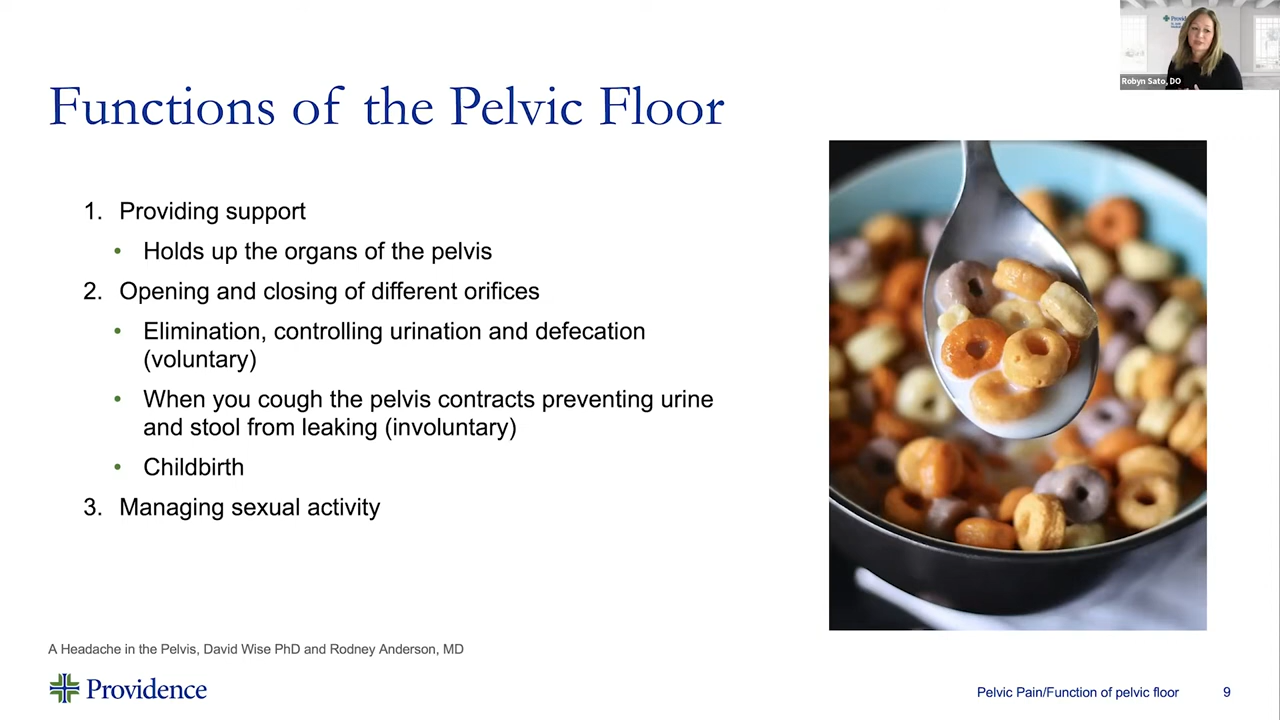 Providence
Robyn Sato, DO
Functions of the Pelvic Floor
1. Providing support
• Holds up the organs of the pelvis
2. Opening and closing of different orifices
• Elimination, controlling urination and defecation
(voluntary)
• When you cough the pelvis contracts preventing urine
and stool from leaking (involuntary)
• Childbirth
3. Managing sexual activity
A Headache in the Pelvis, David Wise PhD and Rodney Anderson, MD
Pelvic Pain/Function of pelvic floor
9